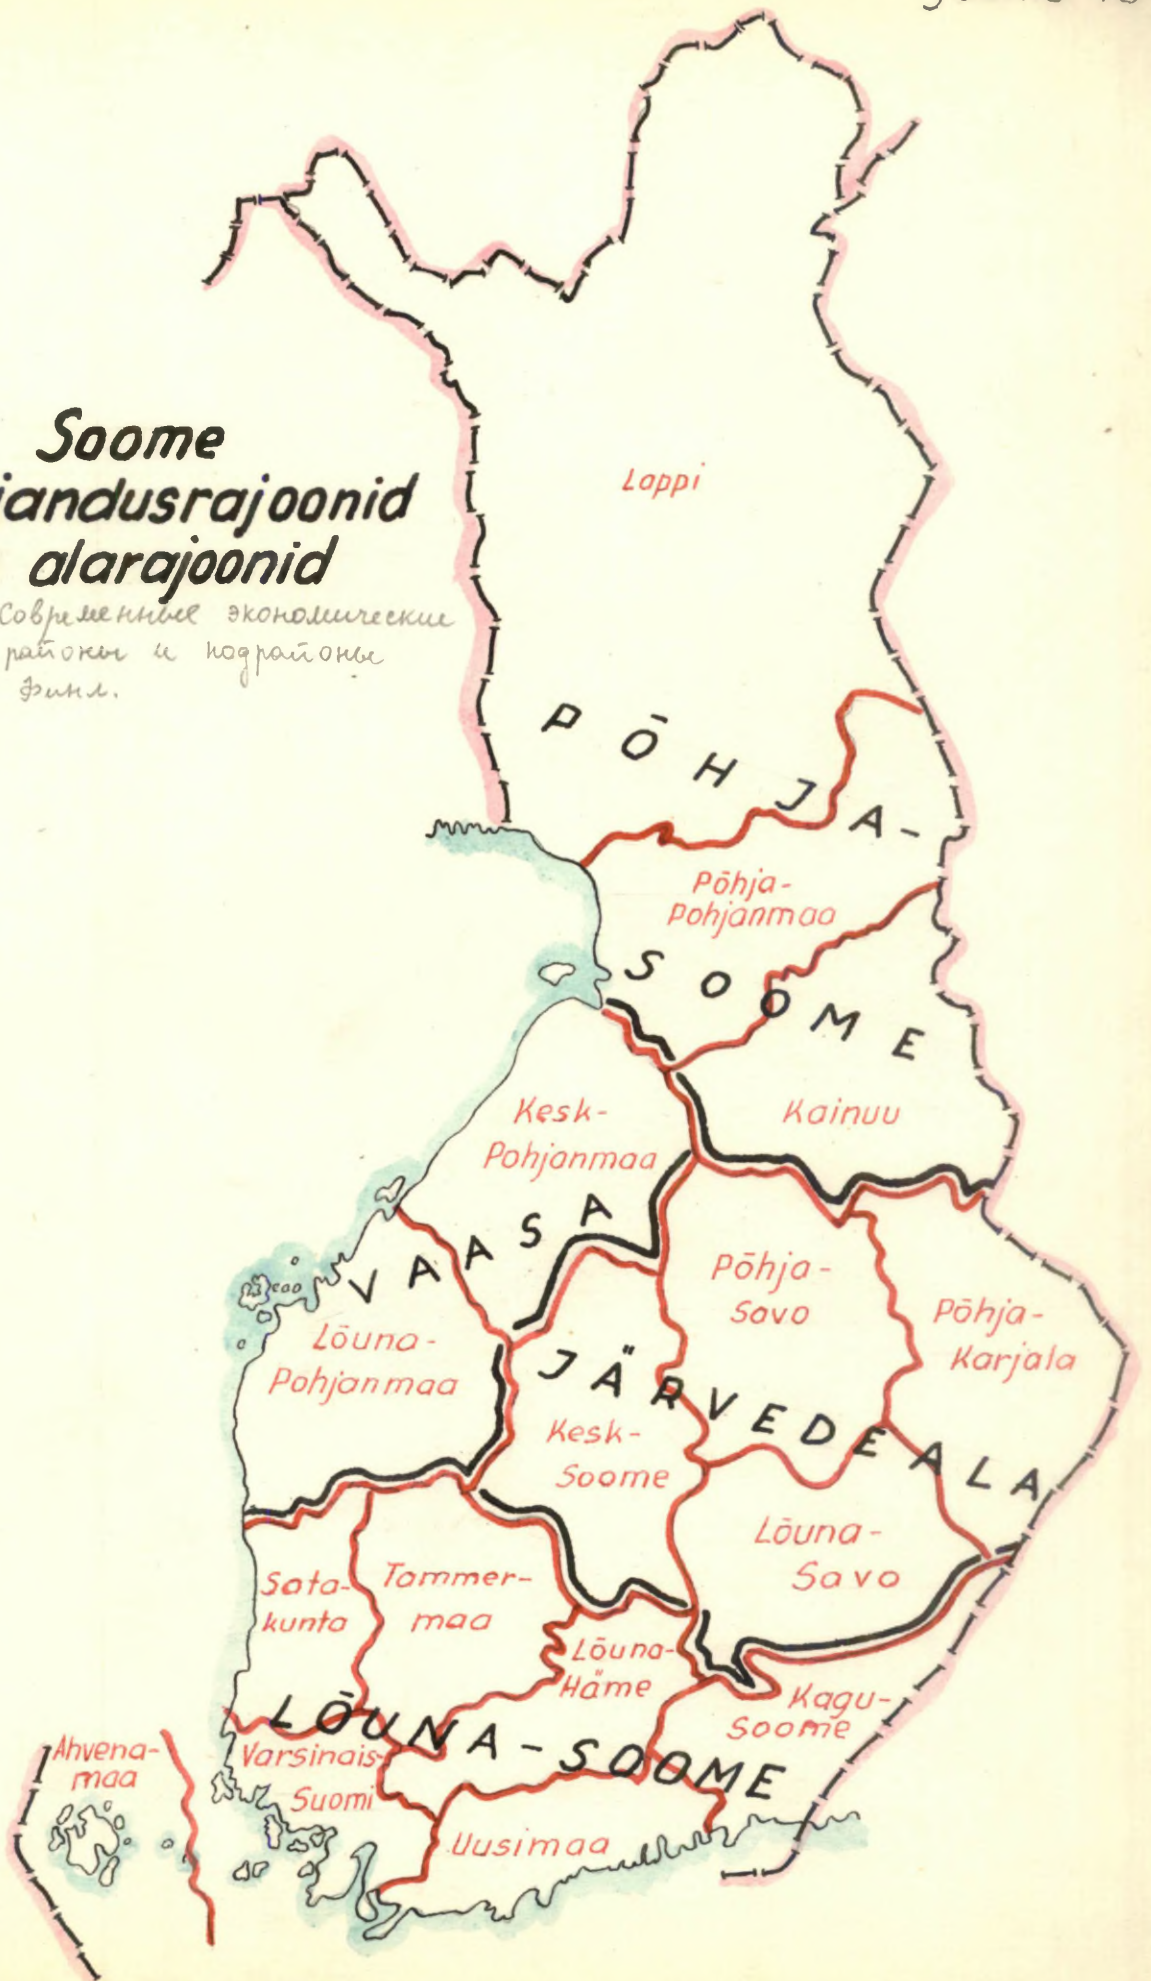 Soome
jandusrajoonid
alarajoonid
Современные экономические
районы и подрайоны
Финл.
Lappi
PÕHJA-
Põhja-
Pohjanmaa
SOOME
Kainuu
Kesk-
Pohjanmaa
VAASA
Lõuna-
Pohjanmaa
Põhja-
Savo
Põhja-
Karjala
JÄRVEDEALA
Kesk-
Soome
Lõuna-
Savo
Sata-
kunta
Tammer-
maa
Lõuna-
Häme
Kagu-
Soome
LÕUNA-SOOME
Ahvena-
maa
Varsinais-
Suomi
Uusimaa